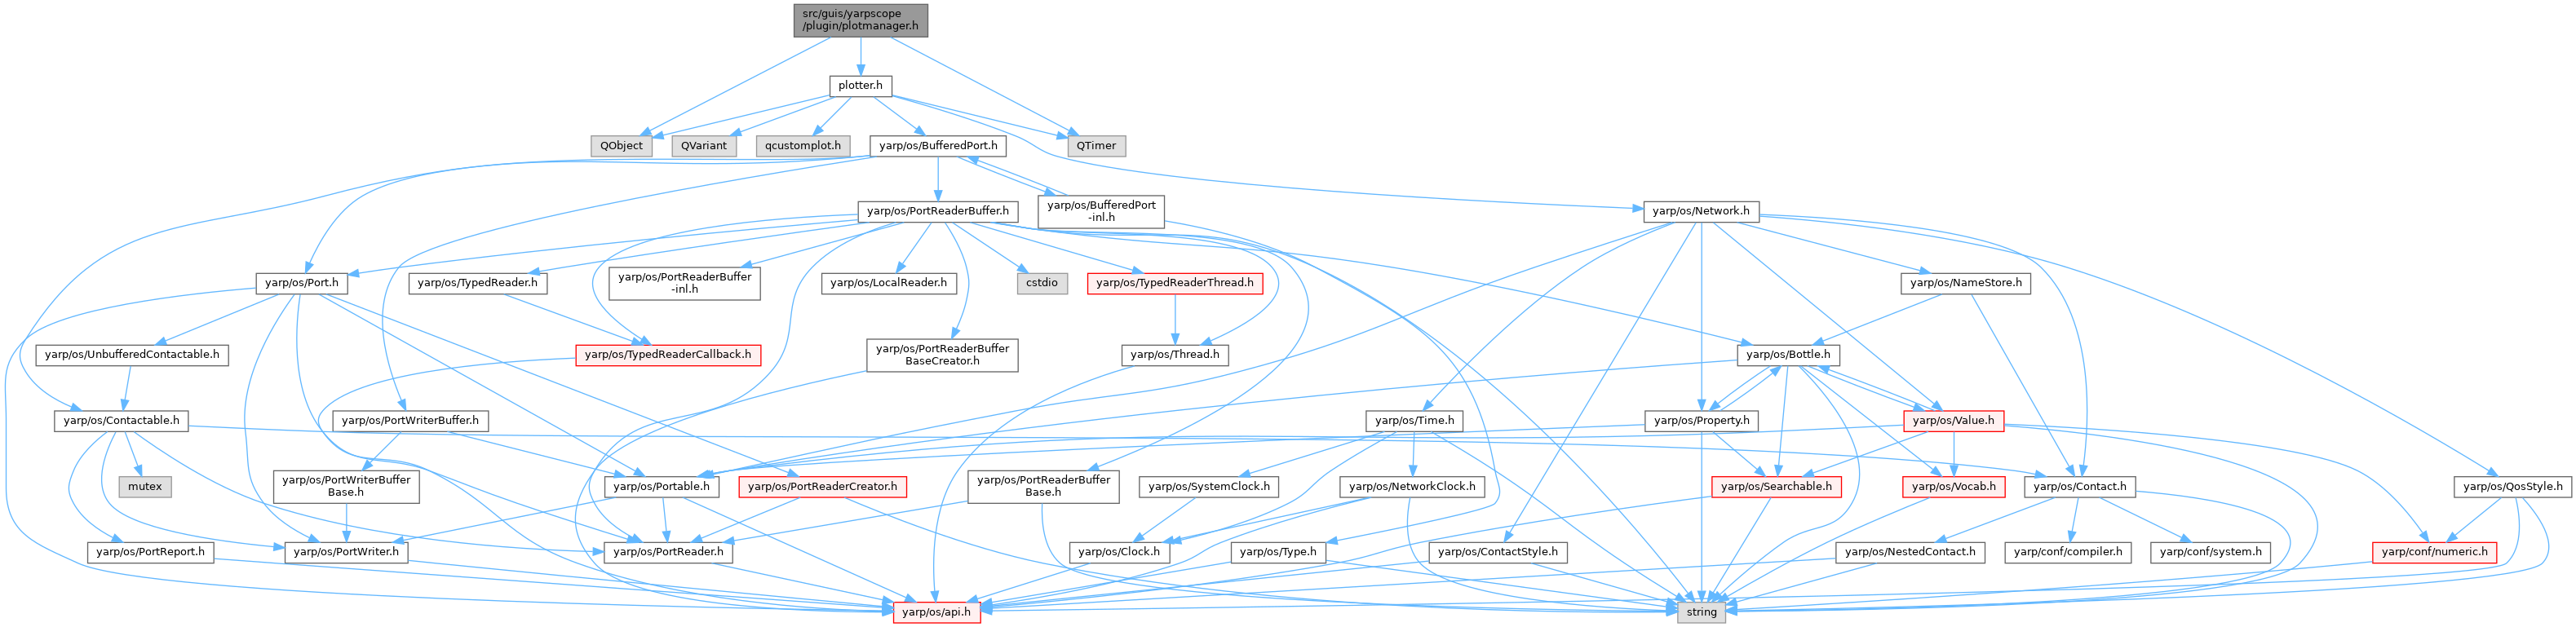 src/guis/yarpscope
/plugin/plotmanager.h
plotter.h
QObject
QVariant
qcustomplot.h
yarp/os/BufferedPort.h
QTimer
yarp/os/PortReaderBuffer.h
yarp/os/BufferedPort
-inl.h
yarp/os/Network.h
yarp/os/Port.h
yarp/os/TypedReader.h
yarp/os/PortReaderBuffer
-inl.h
yarp/os/LocalReader.h
cstdio
yarp/os/TypedReaderThread.h
yarp/os/NameStore.h
yarp/os/UnbufferedContactable.h
yarp/os/TypedReaderCallback.h
yarp/os/PortReaderBuffer
BaseCreator.h
yarp/os/Thread.h
yarp/os/Bottle.h
yarp/os/Contactable.h
yarp/os/PortWriterBuffer.h
yarp/os/Time.h
yarp/os/Property.h
yarp/os/Value.h
mutex
yarp/os/PortWriterBuffer
Base.h
yarp/os/Portable.h
yarp/os/PortReaderCreator.h
yarp/os/PortReaderBuffer
Base.h
yarp/os/SystemClock.h
yarp/os/NetworkClock.h
yarp/os/Searchable.h
yarp/os/Vocab.h
yarp/os/Contact.h
yarp/os/QosStyle.h
yarp/os/PortReport.h
yarp/os/PortWriter.h
yarp/os/PortReader.h
yarp/os/Clock.h
yarp/os/Type.h
yarp/os/ContactStyle.h
yarp/os/NestedContact.h
yarp/conf/compiler.h
yarp/conf/system.h
yarp/conf/numeric.h
yarp/os/api.h
string